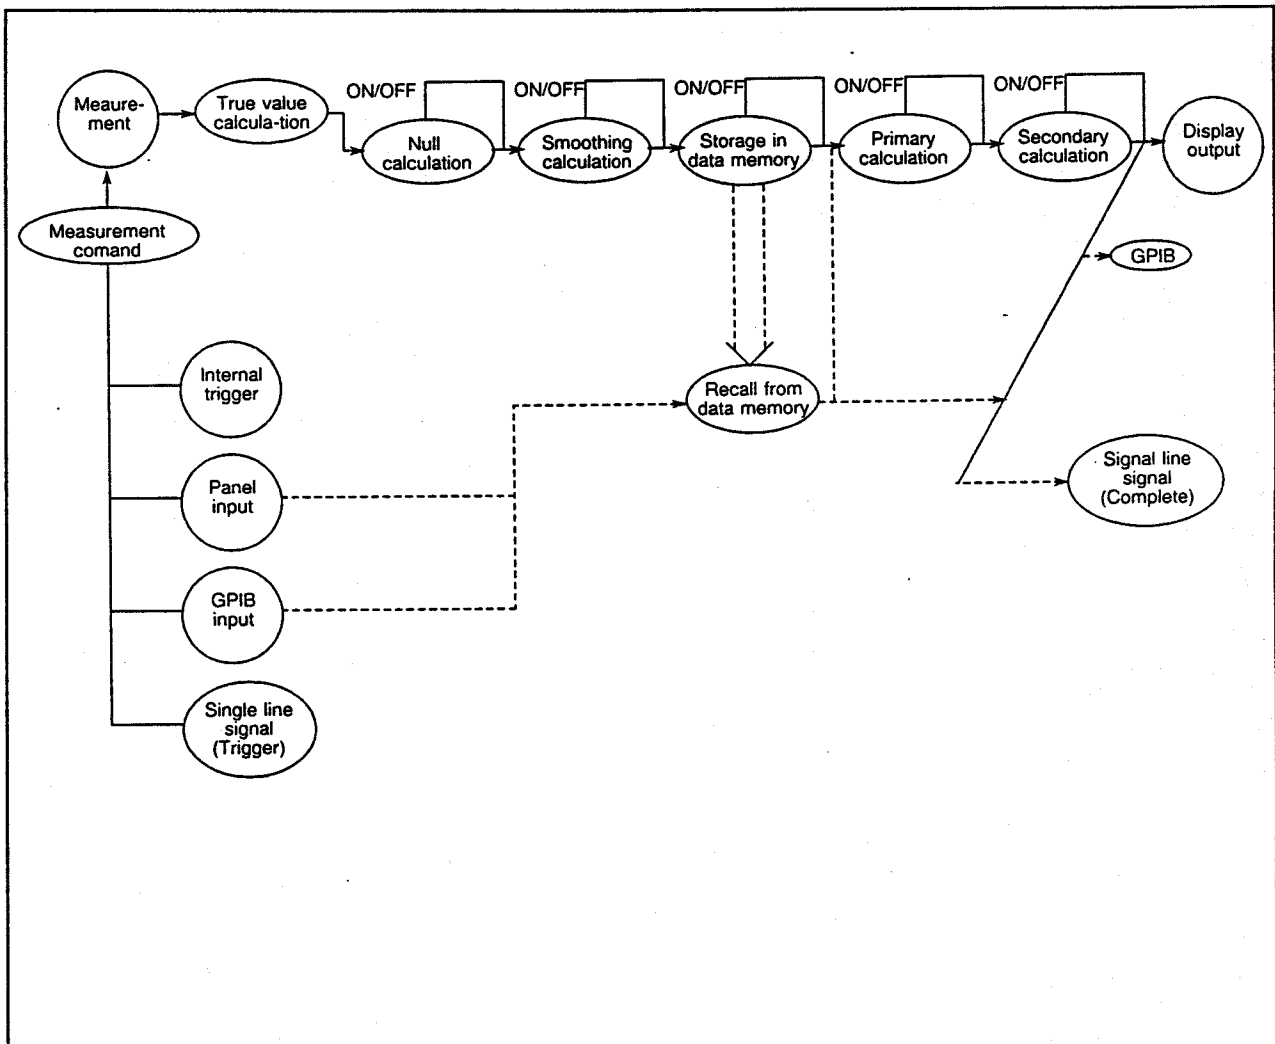 Meaure-
ment
True value
calcula-tion
ON/OFF
Null
calculation
ON/OFF
Smoothing
calculation
ON/OFF
Storage in
data memory
ON/OFF
Primary
calculation
ON/OFF
Secondary
calculation
Display
output
Measurement
comand
GPIB
Internal
trigger
Recall from
data memory
Panel
input
Signal line
signal
(Complete)
GPIB
input
Single line
signal
(Trigger)